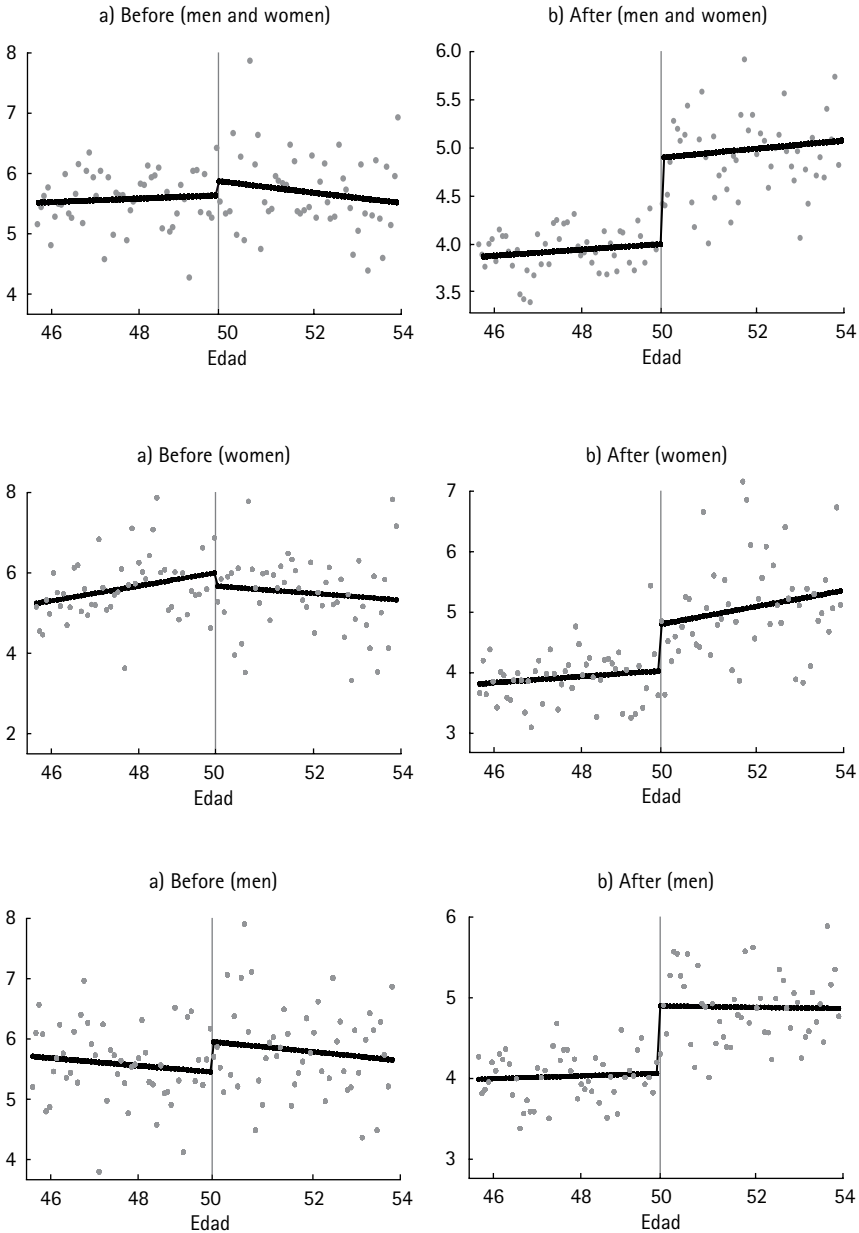 a) Before (men and women)
8
7
6
5
4
46 48 50 52 54
Edad
b) After (men and women)
6.0
5.5
5.0
4.5
4.0
3.5
46 48 50 52 54
Edad
a) Before (women)
8
6
4
2
46 48 50 52 54
Edad
b) After (women)
7
6
5
4
3
46 48 50 52 54
Edad
a) Before (men)
8
7
6
5
4
46 48 50 52 54
Edad
b) After (men)
6
5
4
3
46 48 50 52 54
Edad